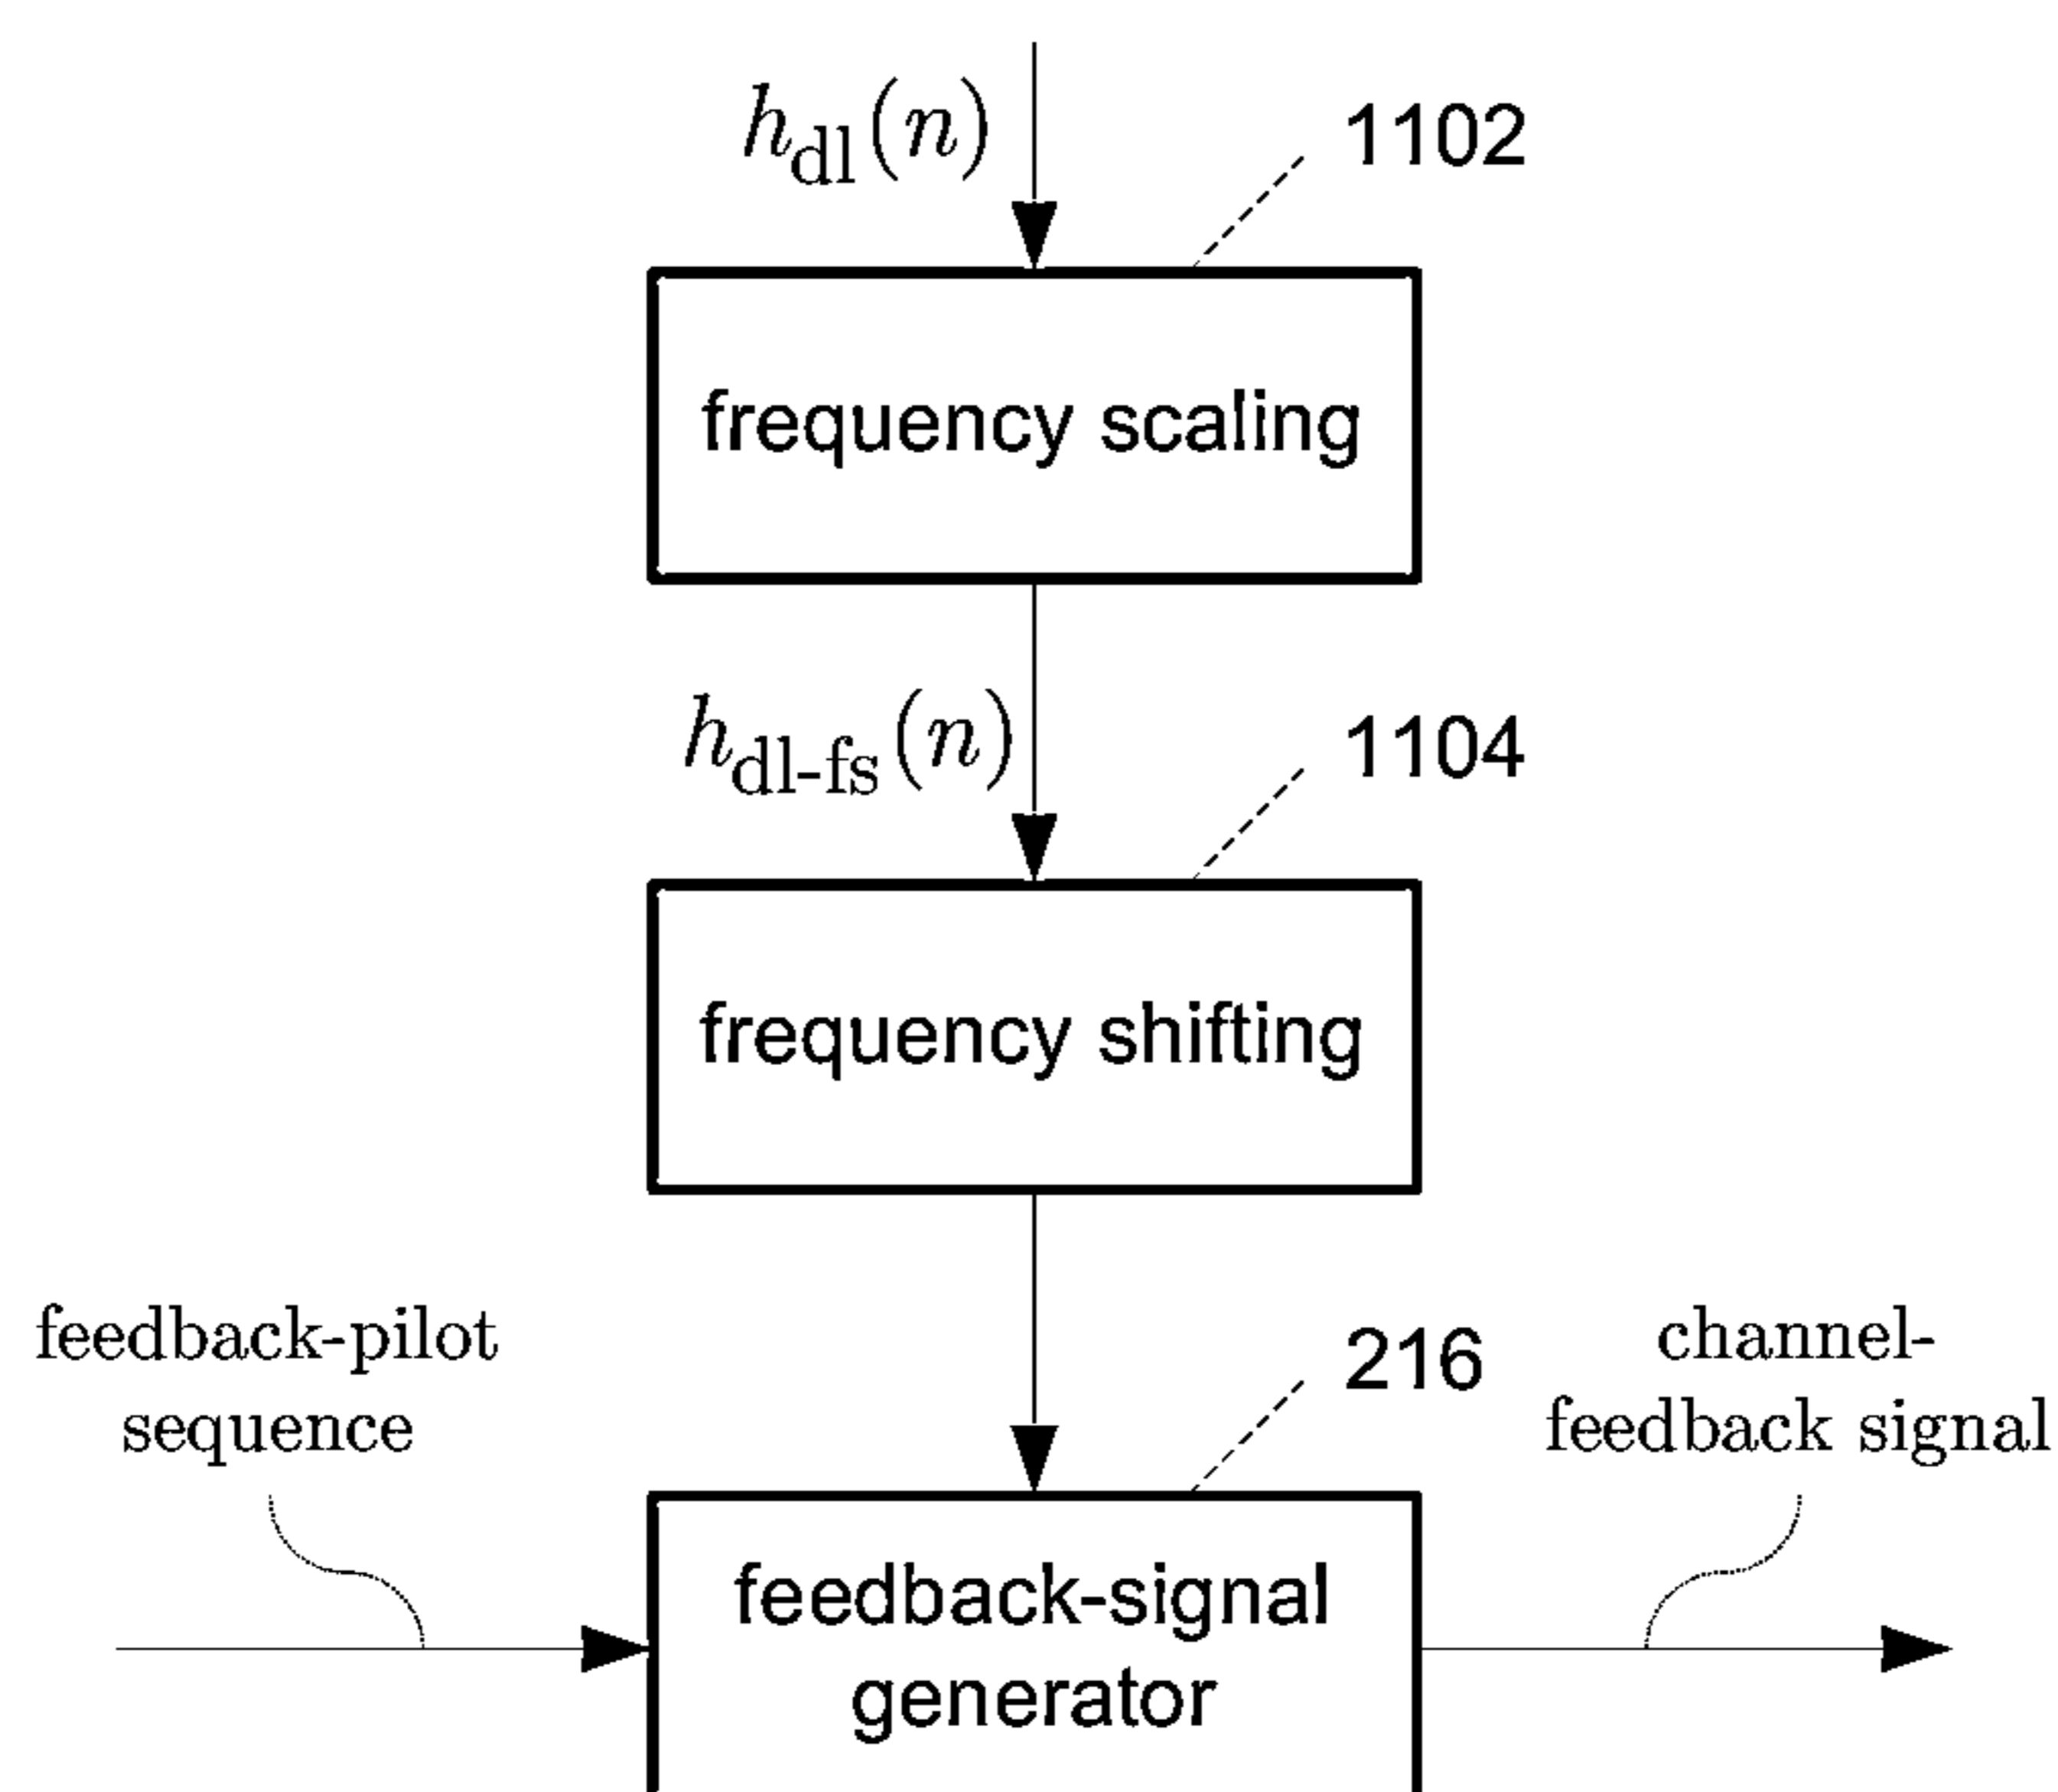 h_dl(n)
1102
frequency scaling
h_dl-fs(n)
1104
frequency shifting
feedback-pilot
sequence
216
channel-
feedback signal
feedback-signal
generator